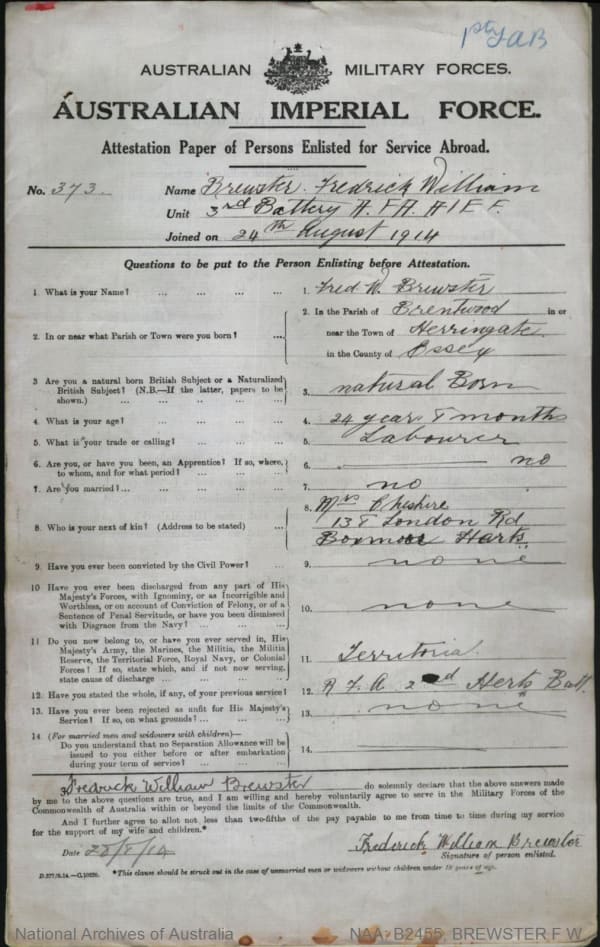 1st FAB
AUSTRALIAN MILITARY FORCES.
AUSTRALIAN IMPERIAL FORCE.
Attestation Paper of Persons Enlisted for Service Abroad.
No. 373. Name Brewster. Fredrick William
Unit 3rd Battery A.F.A. A I E F.
Joined on 24th August 1914
Questions to be put to the Person Enlisting before Attestation.
1. What is your Name? ... ... ... 1. Fred W. Brewster
2. In or near what Parish or Town were you born? ... 2. In the Parish of Brentwood in or
near the Town of Herringate
in the County of Essex
3 Are you a natural born British Subject or a Naturalized
British Subject? (N.B.—If the latter, papers to be
shown.) ... ... ... ... 3. natural Born
4. What is your age? ... ... ... 4. 24 year 8 months
5. What is your trade or calling? ... ... ... 5. Labourer
6. Are you, or have you been, an Apprentice? If so, where,
to whom, and for what period? ... ... ... 6. no
7. Are you married? ... ... ... ... 7. no
8. Who is your next of kin? (Address to be stated) ... 8. Mrs Cheshire
138 London Rd
Boxmoor Harts
9. Have you ever been convicted by the Civil Power? ... 9. none
10 Have you ever been discharged from any part of His
Majesty's Forces, with Ignominy, or as Incorrigible and
Worthless, or on account of Conviction of Felony, or of a
Sentence of Penal Servitude, or have you been dismissed
with Disgrace from the Navy? ... ... ... 10. none
11 Do you now belong to, or have you ever served in, His
Majesty's Army, the Marines, the Militia, the Militia
Reserve, the Territorial Force, Royal Navy, or Colonial
Forces? If so, state which, and if not now serving,
state cause of discharge ... ... ... ... 11. Territorial.
12. Have you stated the whole, if any, of your previous service? 12. R F A 2nd Herts Batt.
13. Have you ever been rejected as unfit for His Majesty's
Service? If so, on what grounds? ... ... ... 13. none
14 (For married men and widowers with children)—
Do you understand that no Separation Allowance will be
issued to you either before or after embarkation
during your term of service? ... ... ... 14.
Fredrick William Brewster do solemnly declare that the above answers made
by me to the above questions are true, and I am willing and hereby voluntarily agree to serve in the Military Forces of the
Commonwealth of Australia within or beyond the limits of the Commonwealth.
And I further agree to allot not less than two-fifths of the pay payable to me from time to time during my service
for the support of my wife and children.*
Date 28/8/14 Frederick William Brewster
Signature of person enlisted.
*This clause should be struck out in the case of unmarried men or widowers without children under 18 years of age.
National Archives of Australia NAA: B2455, BREWSTER F W